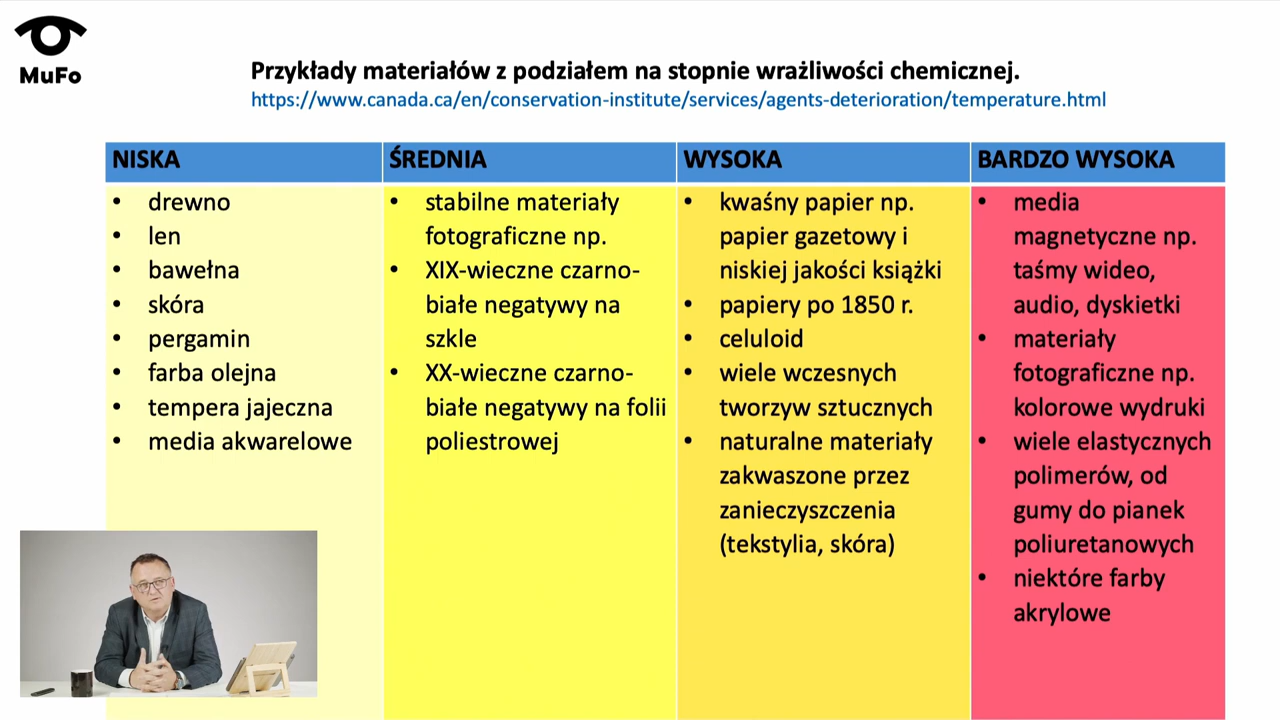 MuFo
Przykłady materiałów z podziałem na stopnie wrażliwości chemicznej.
https://www.canada.ca/en/conservation-institute/services/agents-deterioration/temperature.html
NISKA
• drewno
• len
• bawełna
• skóra
• pergamin
• farba olejna
• tempera jajeczna
• media akwarelowe
ŚREDNIA
• stabilne materiały
fotograficzne np.
• XIX-wieczne czarno-
białe negatywy na
szkle
• XX-wieczne czarno-
białe negatywy na folii
poliestrowej
WYSOKA
• kwaśny papier np.
papier gazetowy i
niskiej jakości książki
• papiery po 1850 r.
• celuloid
• wiele wczesnych
tworzyw sztucznych
• naturalne materiały
zakwaszone przez
zanieczyszczenia
(tekstylia, skóra)
BARDZO WYSOKA
• media
magnetyczne np.
taśmy wideo,
audio, dyskietki
• materiały
fotograficzne np.
kolorowe wydruki
• wiele elastycznych
polimerów, od
gumy do pianek
poliuretanowych
• niektóre farby
akrylowe